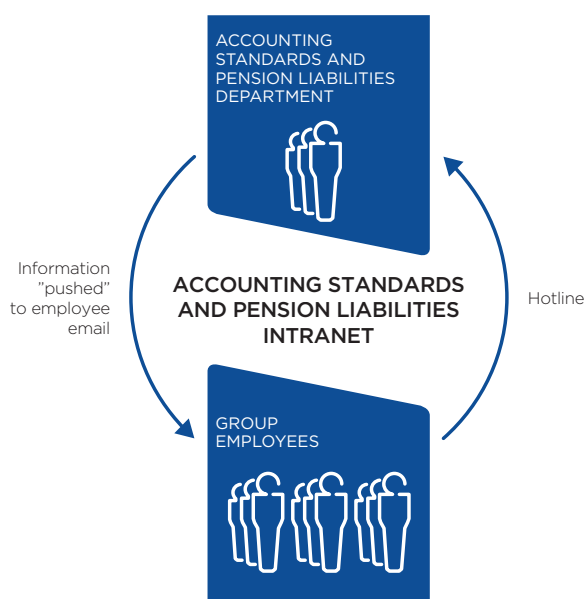 ACCOUNTING
STANDARDS AND
PENSION LIABILITIES
DEPARTMENT
Information
”pushed”
to employee
email
ACCOUNTING STANDARDS
AND PENSION LIABILITIES
INTRANET
Hotline
GROUP
EMPLOYEES